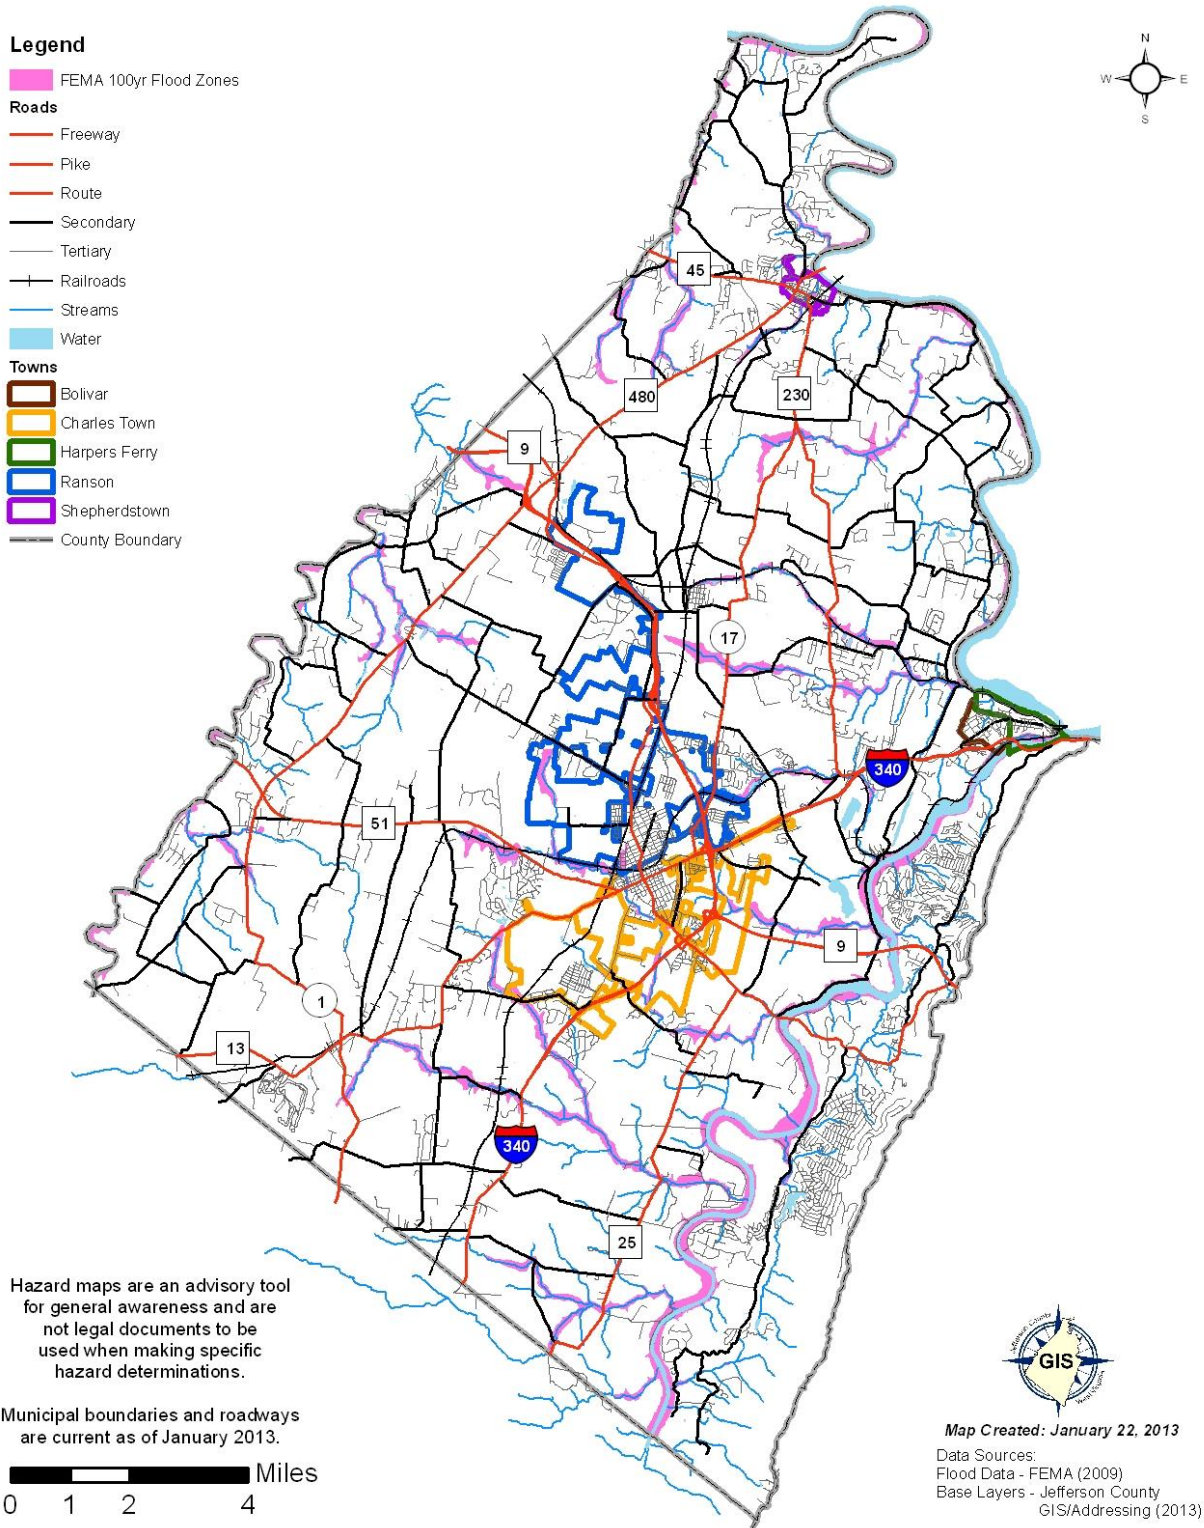 Legend
FEMA 100yr Flood Zones
Roads
Freeway
Pike
Route
Secondary
Tertiary
Railroads
Streams
Water
Towns
Bolivar
Charles Town
Harpers Ferry
Ranson
Shepherdstown
County Boundary
N
W E
S
45
480
230
9
17
340
51
9
1
13
340
25
Hazard maps are an advisory tool
for general awareness and are
not legal documents to be
used when making specific
hazard determinations.
Municipal boundaries and roadways
are current as of January 2013.
Miles
0 1 2 4
Jefferson County
GIS
West Virginia
Map Created: January 22, 2013
Data Sources:
Flood Data - FEMA (2009)
Base Layers - Jefferson County
GIS/Addressing (2013)